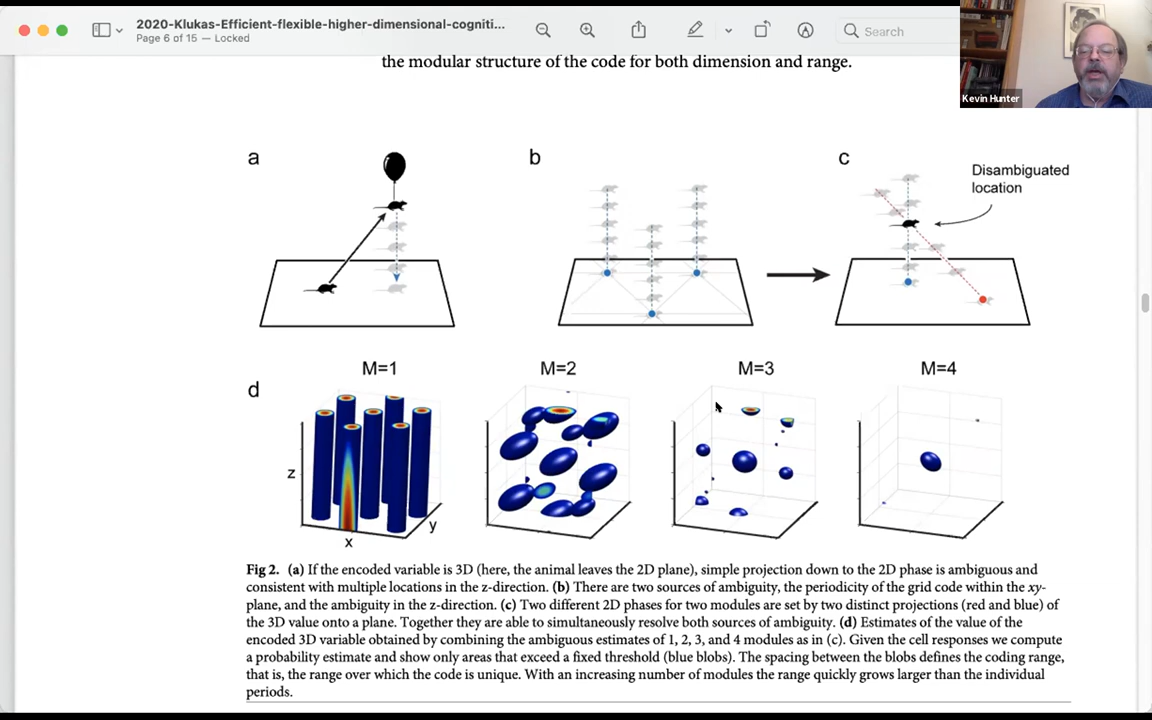 2020-Klukas-Efficient-flexible-higher-dimensional-cogniti...
Page 6 of 15 — Locked
Search
Kevin Hunter
the modular structure of the code for both dimension and range.
a
b
c
Disambiguated
location
d
M=1
M=2
M=3
M=4
z
y
x
Fig 2. (a) If the encoded variable is 3D (here, the animal leaves the 2D plane), simple projection down to the 2D phase is ambiguous and
consistent with multiple locations in the z-direction. (b) There are two sources of ambiguity, the periodicity of the grid code within the xy-
plane, and the ambiguity in the z-direction. (c) Two different 2D phases for two modules are set by two distinct projections (red and blue) of
the 3D value onto a plane. Together they are able to simultaneously resolve both sources of ambiguity. (d) Estimates of the value of the
encoded 3D variable obtained by combining the ambiguous estimates of 1, 2, 3, and 4 modules as in (c). Given the cell responses we compute
a probability estimate and show only areas that exceed a fixed threshold (blue blobs). The spacing between the blobs defines the coding range,
that is, the range over which the code is unique. With an increasing number of modules the range quickly grows larger than the individual
periods.